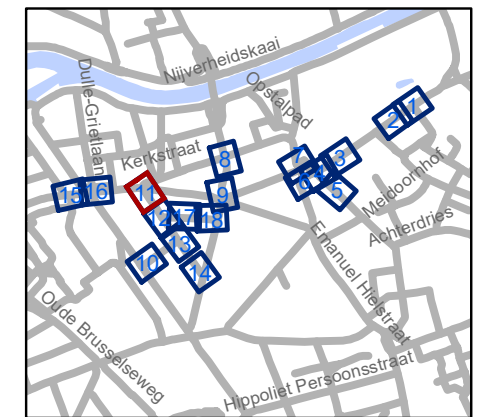 Nijverheidskaai
Dulle-Grietlaan
Opstalpad
Kerkstraat
1
2
3
4
5
6
7
8
9
10
11
12
13
14
15
16
17
18
Meldoornhof
Achterdries
Emanuel Hielstraat
Oude Brusselseweg
Hippoliet Persoonsstraat